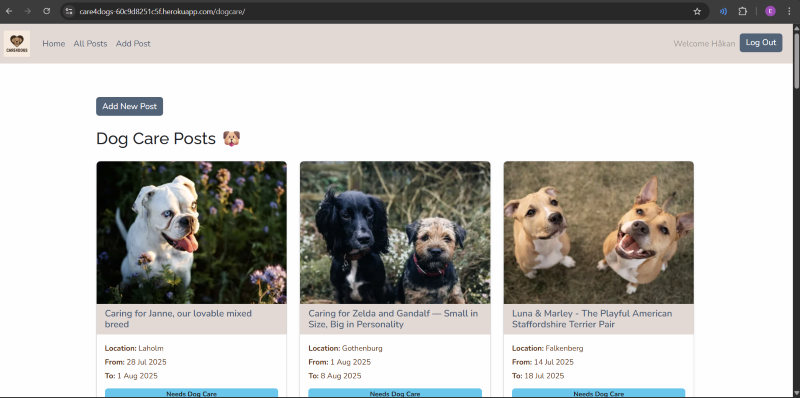 care4dogs-60c9d8251c5f.herokuapp.com/dogcare/
E
CARE4DOGS
Home All Posts Add Post Welcome Håkan Log Out
Add New Post
Dog Care Posts
Caring for Janne, our lovable mixed
breed
Location: Laholm
From: 28 Jul 2025
To: 1 Aug 2025
Needs Dog Care
Caring for Zelda and Gandalf — Small in
Size, Big in Personality
Location: Gothenburg
From: 1 Aug 2025
To: 8 Aug 2025
Needs Dog Care
Luna & Marley - The Playful American
Staffordshire Terrier Pair
Location: Falkenberg
From: 14 Jul 2025
To: 18 Jul 2025
Needs Dog Care